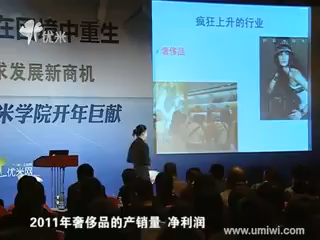 优米
在困境中重生
求发展新商机
米学院开年巨献
优米网
疯狂上升的行业
奢侈品
2011年奢侈品的产销量 净利润
www.umiwi.com